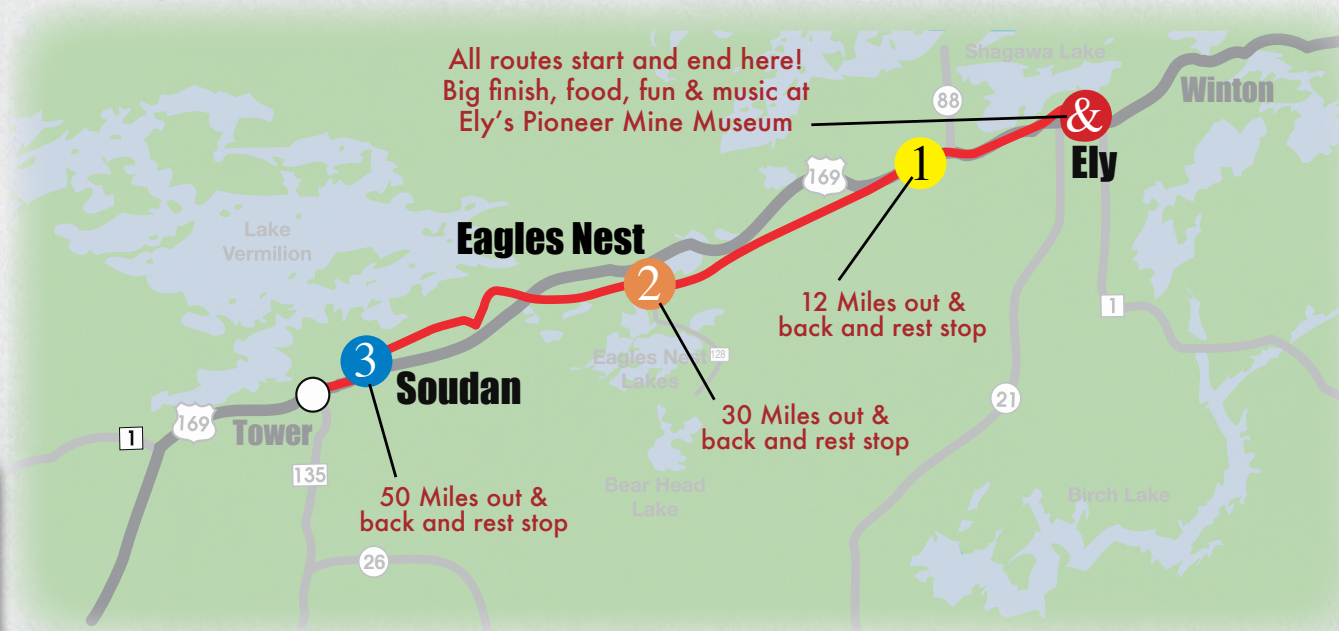 All routes start and end here!
Big finish, food, fun & music at
Ely's Pioneer Mine Museum
Shagawa Lake
88
Winton
&
Ely
1
169
12 Miles out &
back and rest stop
Lake
Vermilion
Eagles Nest
2
1
Eagles Nest
Lakes
128
30 Miles out &
back and rest stop
3
Soudan
21
169
Tower
1
135
50 Miles out &
back and rest stop
Bear Head
Lake
Birch Lake
26